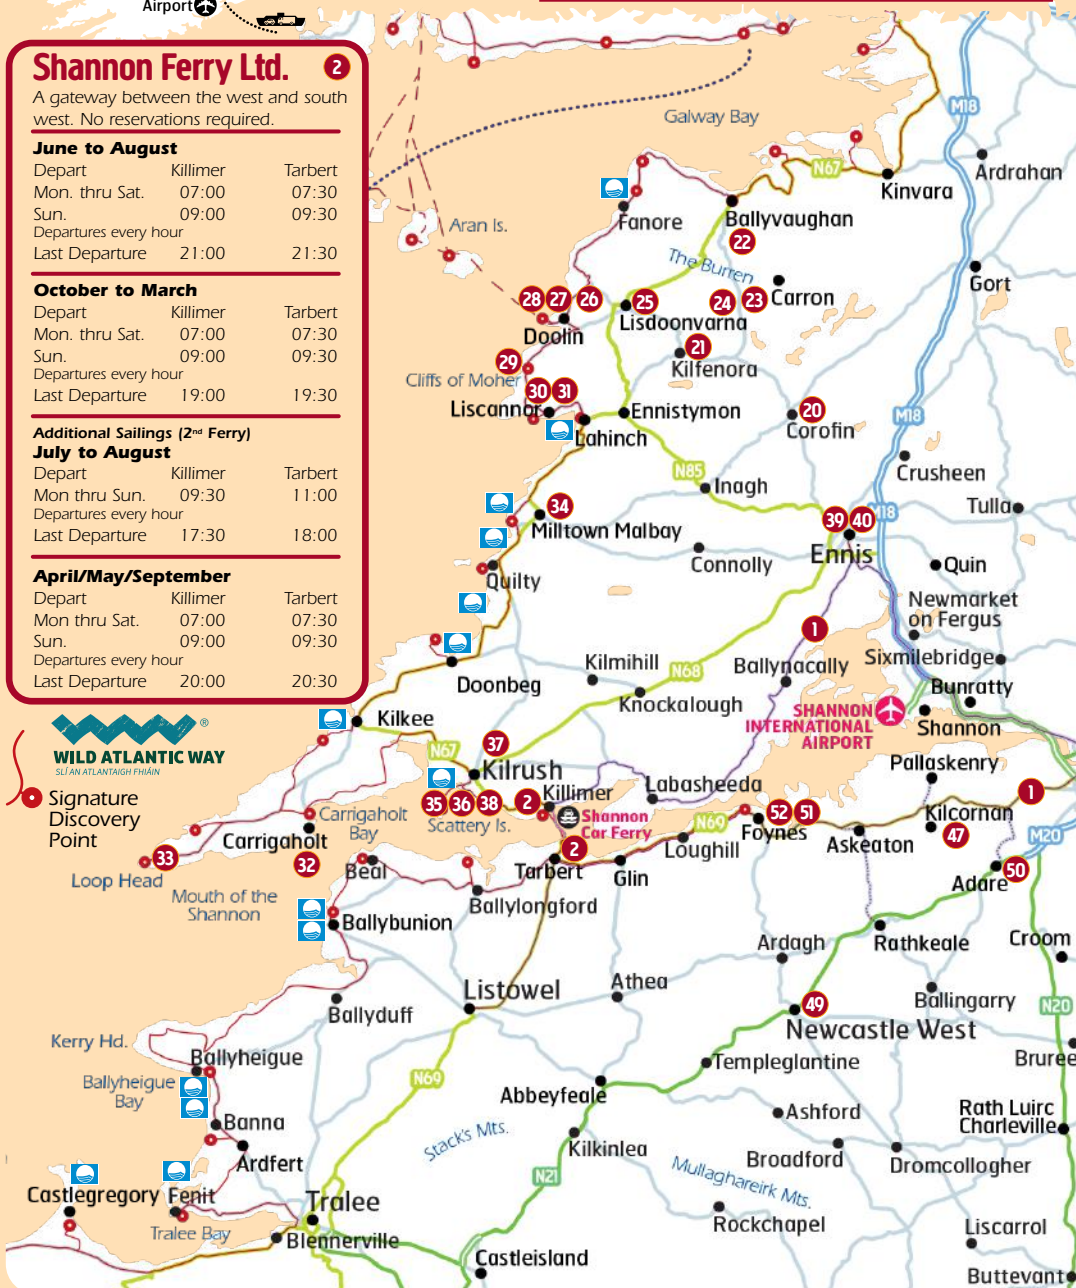 Airport
Shannon Ferry Ltd. 2
A gateway between the west and south
west. No reservations required.
June to August
Depart Killimer Tarbert
Mon. thru Sat. 07:00 07:30
Sun. 09:00 09:30
Departures every hour
Last Departure 21:00 21:30
October to March
Depart Killimer Tarbert
Mon. thru Sat. 07:00 07:30
Sun. 09:00 09:30
Departures every hour
Last Departure 19:00 19:30
Additional Sailings (2nd Ferry)
July to August
Depart Killimer Tarbert
Mon thru Sun. 09:30 11:00
Departures every hour
Last Departure 17:30 18:00
April/May/September
Depart Killimer Tarbert
Mon thru Sat. 07:00 07:30
Sun. 09:00 09:30
Departures every hour
Last Departure 20:00 20:30
®
WILD ATLANTIC WAY
SLÍ AN ATLANTAIGH FHIÁIN
Signature
Discovery
Point
Galway Bay
M18
Ardrahan
N67
Kinvara
Aran Is.
Fanore
Ballyvaughan
22
The Burren
Gort
28 27 26
25
24 23 Carron
Lisdoonvarna
Doolin
21
Kilfenora
29
Cliffs of Moher
30 31
Liscannor
Ennistymon
20
Corofin
M18
Lahinch
Crusheen
N85
Inagh
Tulla
34
39 40 M18
Milltown Malbay
Ennis
Connolly
Quin
Quilty
Newmarket
on Fergus
1
Kilmihill
N68
Ballynacally
Sixmilebridge
Doonbeg
Knockalough
Bunratty
SHANNON
INTERNATIONAL
AIRPORT
Shannon
Kilkee
N67
37
Kilrush
Pallaskenry
Labasheeda
35 36 38
2
Killimer
1
Scattery Is.
Shannon
Car Ferry
N69
52 51
Foynes
Kilcornan
47
M20
Carrigaholt
Bay
Carrigaholt
32
33
Loop Head
Beal
2
Tarbert
Glin
Loughill
Askeaton
50
Adare
Mouth of the
Shannon
Ballylongford
Ballybunion
Ardagh
Rathkeale
Croom
Listowel
Athea
Ballingarry
Ballyduff
49
Newcastle West
N20
Kerry Hd.
Ballyheigue
Templeglantine
Bruree
Ballyheigue
Bay
N69
Abbeyfeale
Banna
Ashford
Rath Luirc
Charleville
Stack's Mts.
Kilkinlea
Broadford
Dromcollogher
Ardfert
N21
Mullaghareirk Mts.
Castlegregory
Fenit
Tralee
Rockchapel
Liscarrol
Tralee Bay
Blennerville
Castleisland
Buttevant